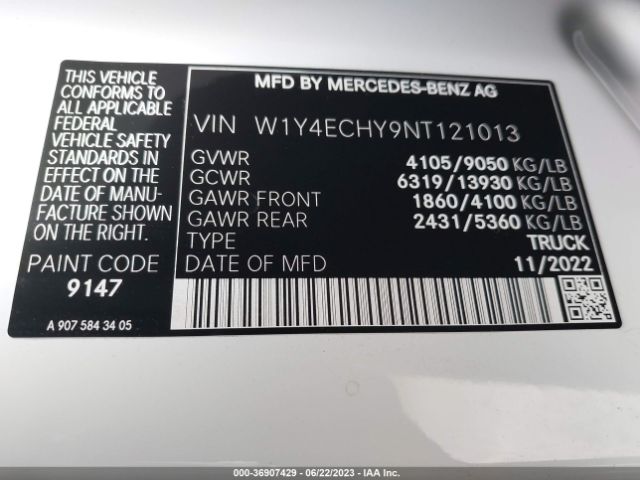 THIS VEHICLE
CONFORMS TO
ALL APPLICABLE
FEDERAL
VEHICLE SAFETY
STANDARDS IN
EFFECT ON THE
DATE OF MANU-
FACTURE SHOWN
ON THE RIGHT.
PAINT CODE
9147
A 907 584 34 05
MFD BY MERCEDES-BENZ AG
VIN W1Y4ECHY9NT121013
GVWR 4105/9050 KG/LB
GCWR 6319/13930 KG/LB
GAWR FRONT 1860/4100 KG/LB
GAWR REAR 2431/5360 KG/LB
TYPE TRUCK
DATE OF MFD 11/2022
000-36907429 - 06/22/2023 - IAA Inc.